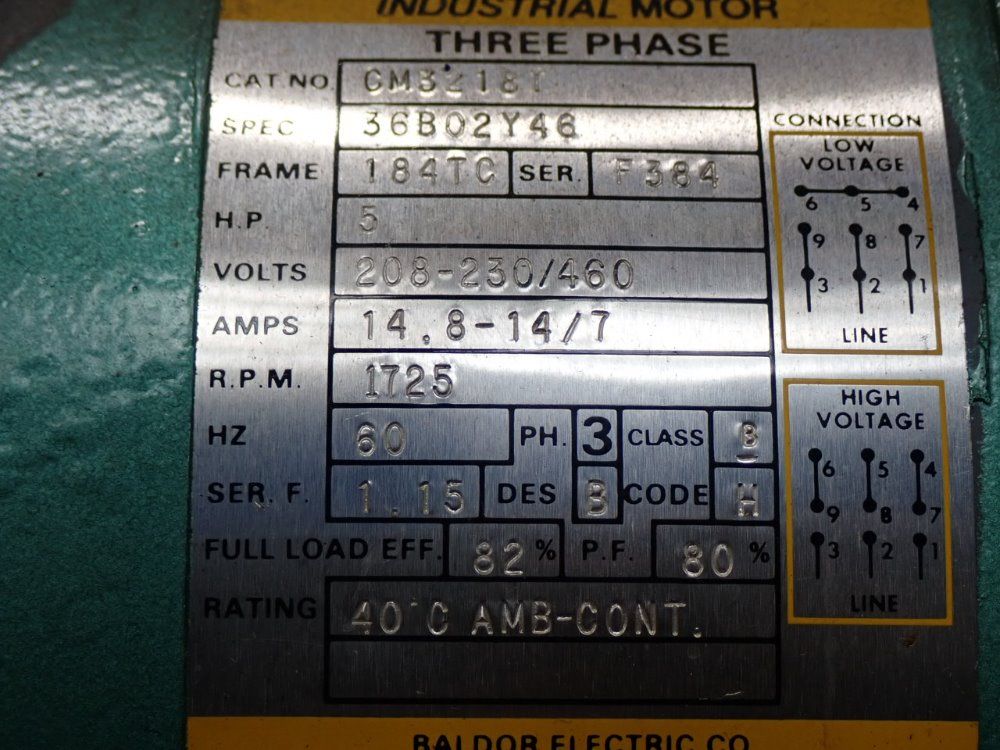 INDUSTRIAL MOTOR
THREE PHASE
CAT NO. CM3218T
SPEC 36B02Y46
FRAME 184TC SER. F384
H.P. 5
VOLTS 208-230/460
AMPS 14.8-14/7
R.P.M. 1725
HZ 60 PH. 3 CLASS B
SER. F. 1.15 DES B CODE H
FULL LOAD EFF. 82 % P.F. 80 %
RATING 40°C AMB-CONT.
CONNECTION
LOW
VOLTAGE
6 5 4
9 8 7
3 2 1
LINE
HIGH
VOLTAGE
6 5 4
9 8 7
3 2 1
LINE
BALDOR ELECTRIC CO